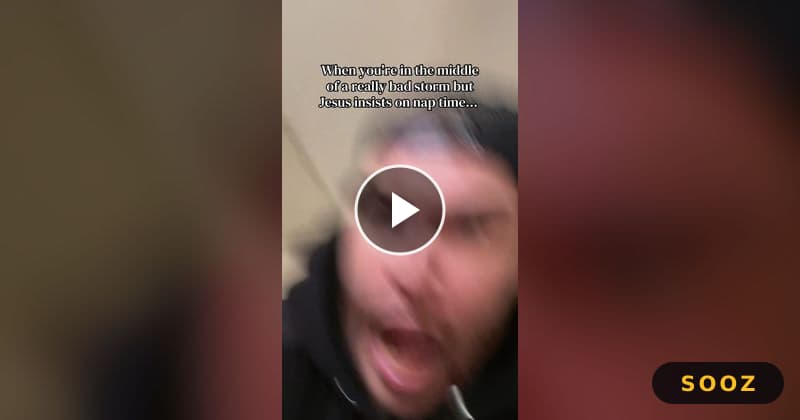 When you're in the middle
of a really bad storm but
Jesus insists on nap time...
SOOZ